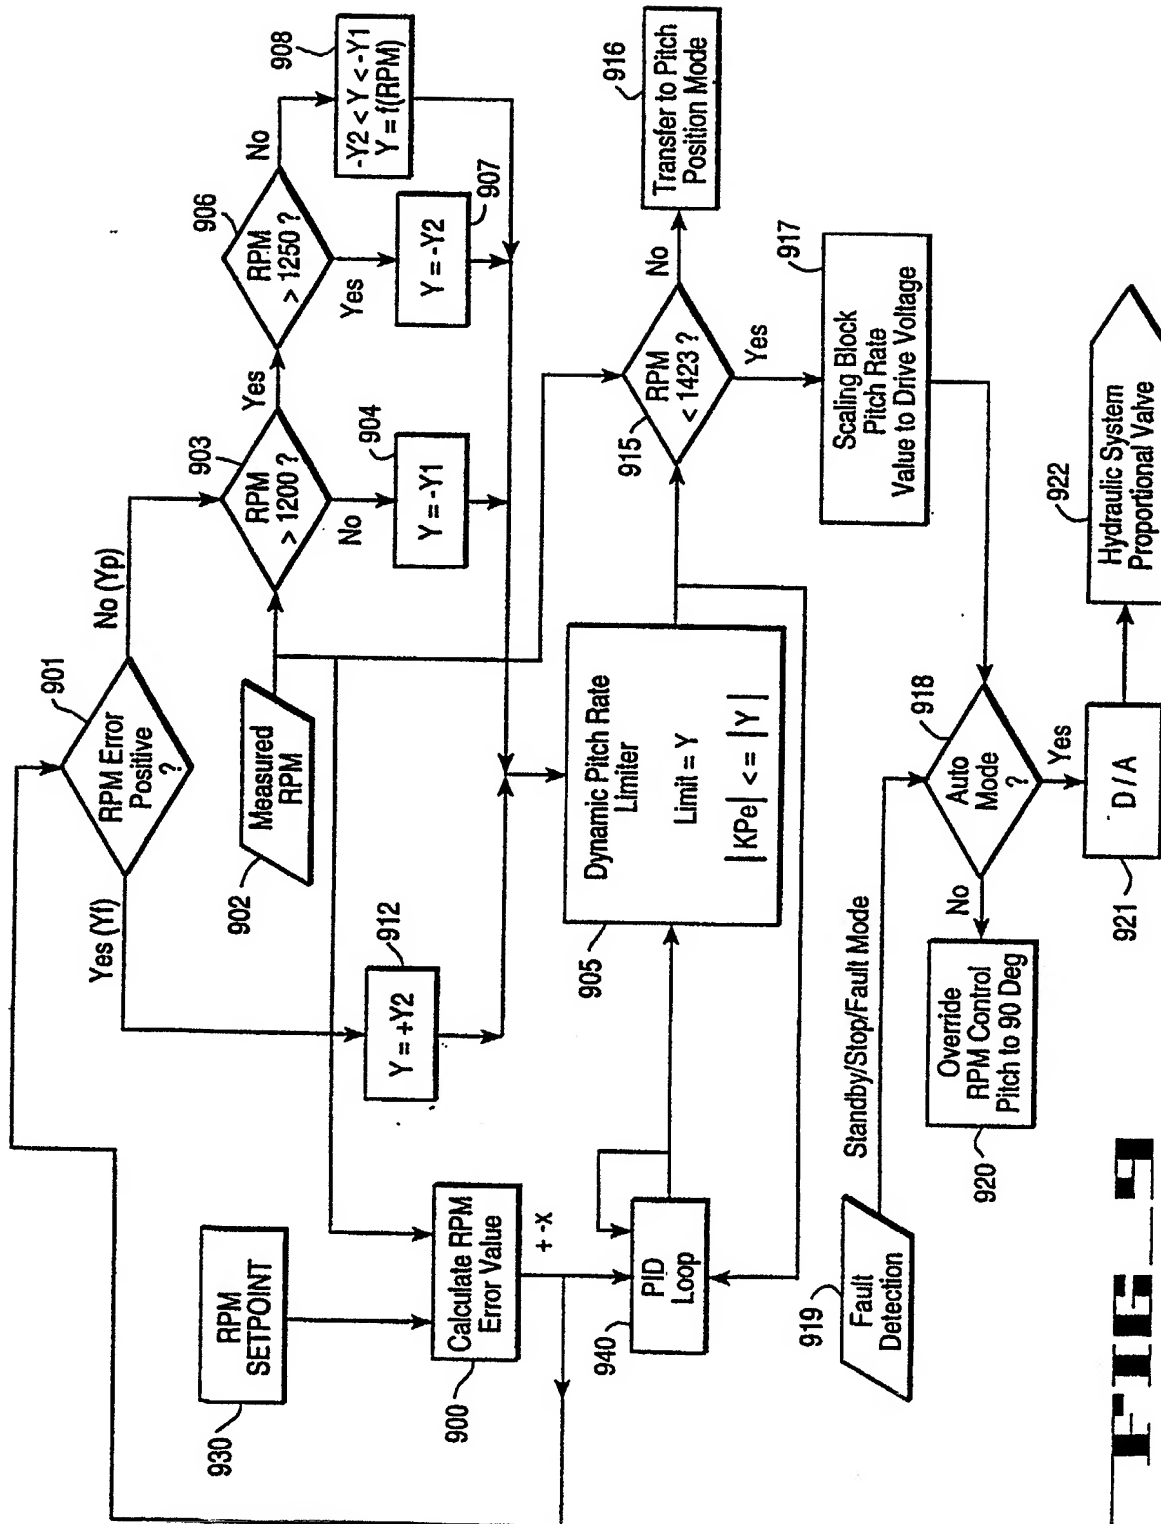 930
RPM
SETPOINT
900
Calculate RPM
Error Value
+ -x
940
PID
Loop
901
RPM Error
Positive
?
Yes (Yf)
No (Yp)
902
Measured
RPM
912
Y = +Y2
903
RPM
> 1200 ?
Yes
No
904
Y = -Y1
906
RPM
> 1250 ?
No
Yes
907
Y = -Y2
908
-Y2 < Y < -Y1
Y = f(RPM)
905
Dynamic Pitch Rate
Limiter
Limit = Y
|KPe| <= |Y|
915
RPM
< 1423 ?
No
Yes
916
Transfer to Pitch
Position Mode
917
Scaling Block
Pitch Rate
Value to Drive Voltage
919
Fault
Detection
Standby/Stop/Fault Mode
918
Auto
Mode
?
No
Yes
920
Override
RPM Control
Pitch to 90 Deg
921
D / A
922
Hydraulic System
Proportional Valve
FIG 9